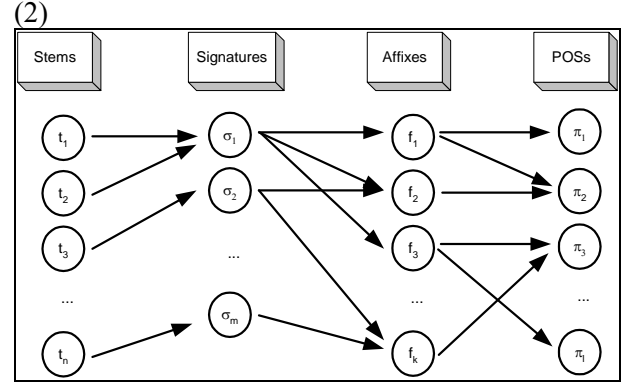 (2)
Stems Signatures Affixes POSs
t1 σ1 f1 π1
t2 σ2 f2 π2
t3 ... f3 π3
... ... ...
tn σm fk πl